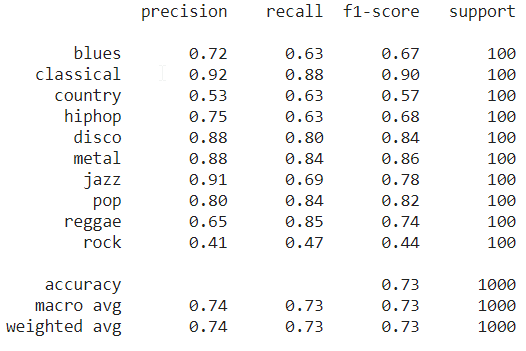 precision recall f1-score support
blues 0.72 0.63 0.67 100
classical 0.92 0.88 0.90 100
country 0.53 0.63 0.57 100
hiphop 0.75 0.63 0.68 100
disco 0.88 0.80 0.84 100
metal 0.88 0.84 0.86 100
jazz 0.91 0.69 0.78 100
pop 0.80 0.84 0.82 100
reggae 0.65 0.85 0.74 100
rock 0.41 0.47 0.44 100
accuracy 0.73 1000
macro avg 0.74 0.73 0.73 1000
weighted avg 0.74 0.73 0.73 1000